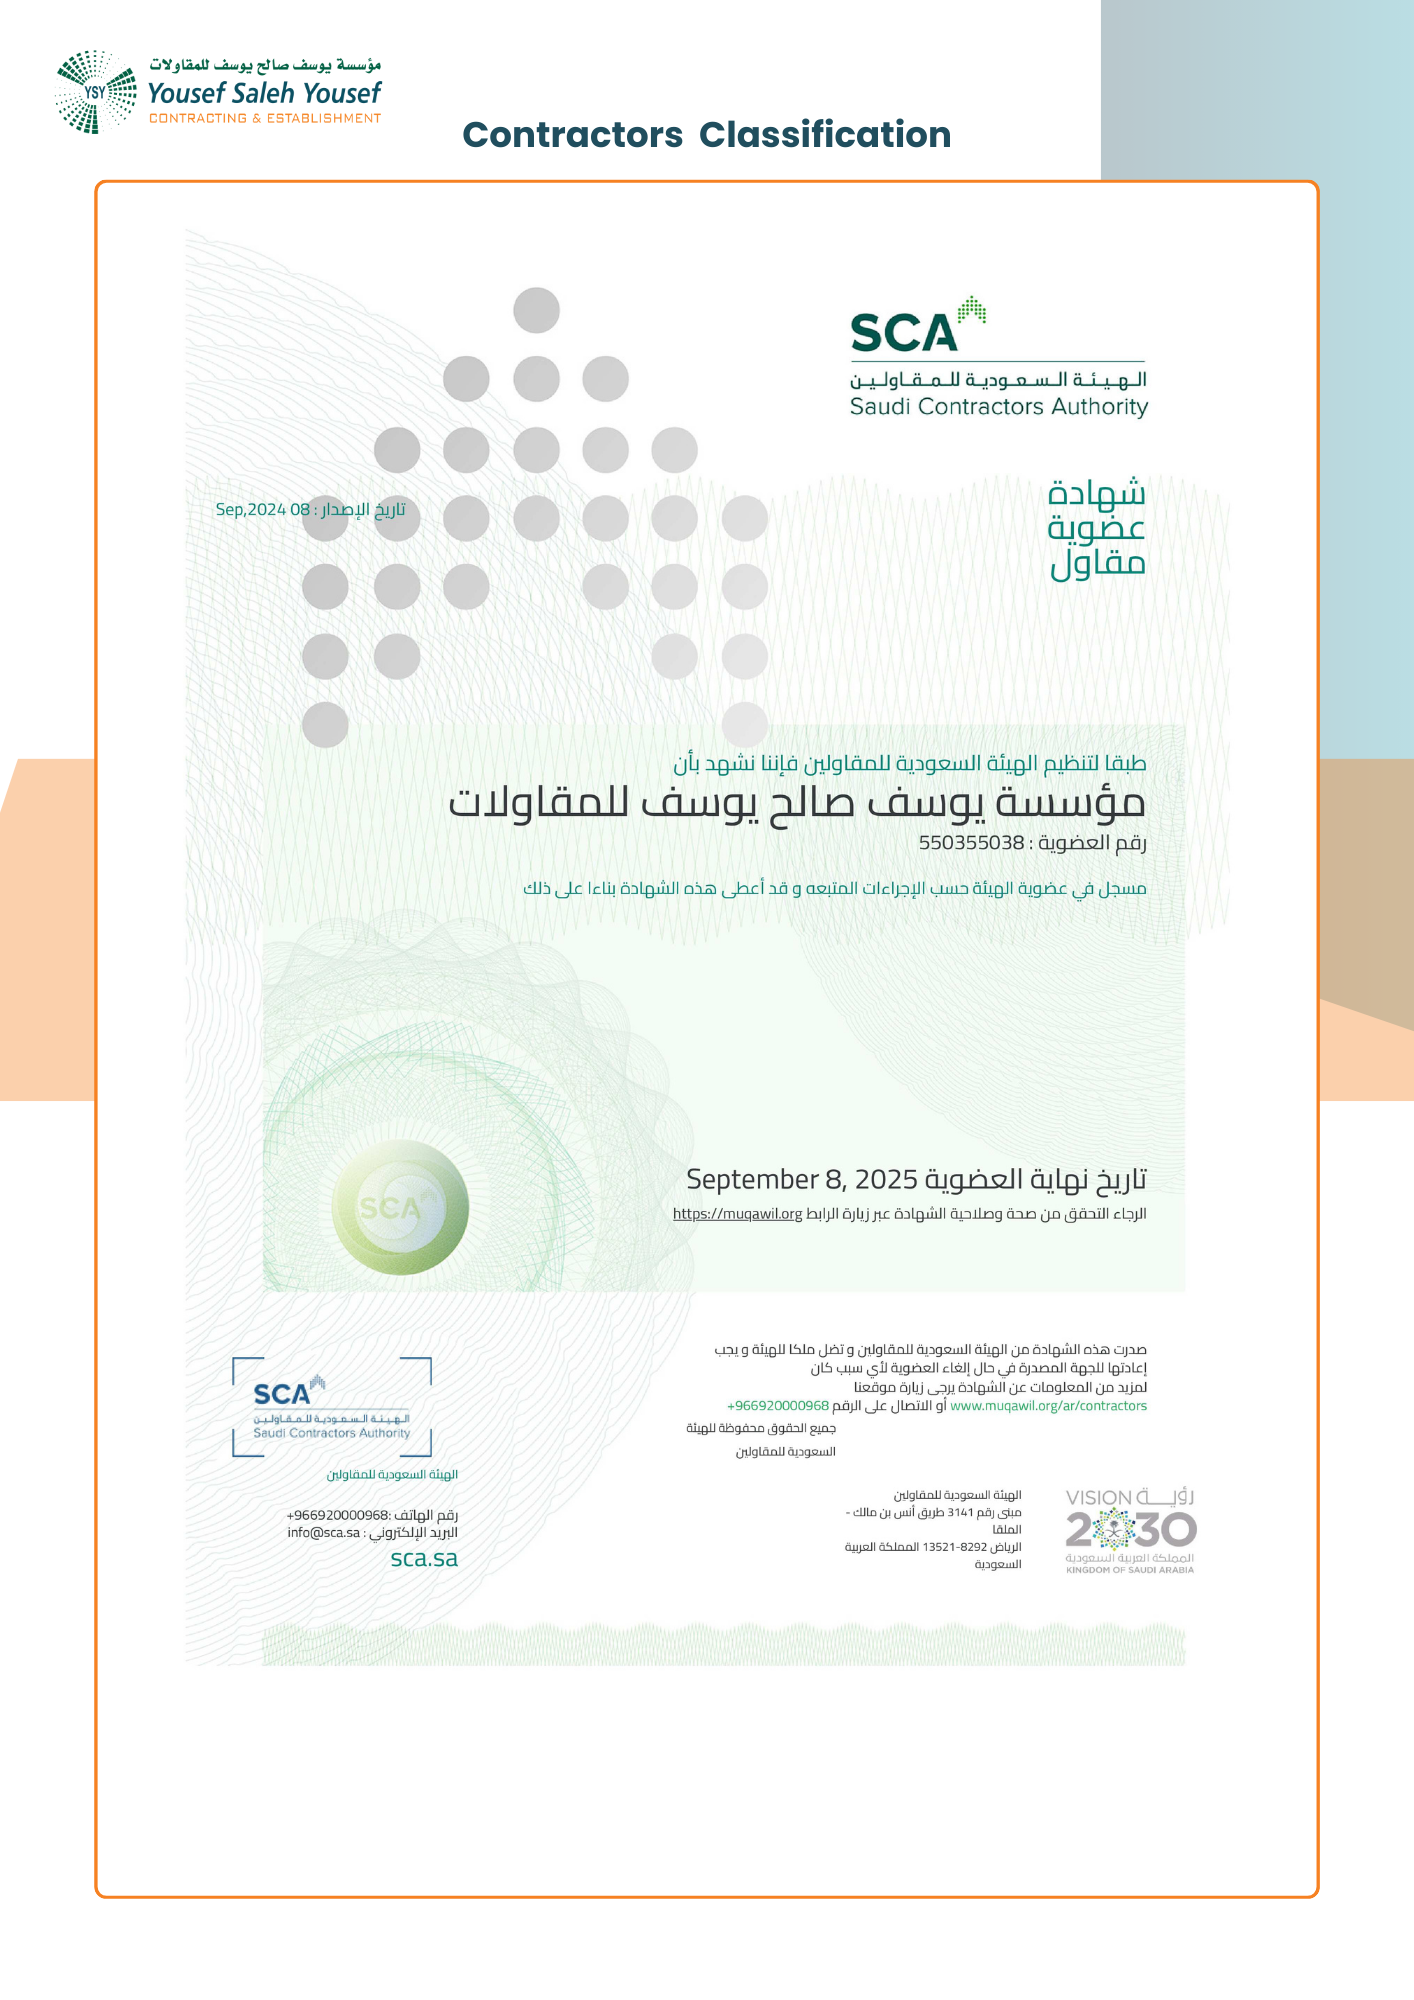 مؤسسة يوسف صالح يوسف للمقاولات
YSY
Yousef Saleh Yousef
CONTRACTING & ESTABLISHMENT
Contractors Classification
SCA
الهيئة السعودية للمقاولين
Saudi Contractors Authority
شهادة
عضوية
مقاول
تاريخ الإصدار : 08 Sep,2024
طبقا لتنظيم الهيئة السعودية للمقاولين فإننا نشهد بأن
مؤسسة يوسف صالح يوسف للمقاولات
رقم العضوية : 550355038
مسجل في عضوية الهيئة حسب الإجراءات المتبعه و قد أعطى هذه الشهادة بناءا على ذلك
تاريخ نهاية العضوية September 8, 2025
الرجاء التحقق من صحة وصلاحية الشهادة عبر زيارة الرابط https://muqawil.org
SCA
صدرت هذه الشهادة من الهيئة السعودية للمقاولين و تضل ملكا للهيئة و يجب
إعادتها للجهة المصدرة في حال إلغاء العضوية لأي سبب كان
لمزيد من المعلومات عن الشهادة يرجى زيارة موقعنا
www.muqawil.org/ar/contractors أو الاتصال على الرقم 966920000968+
جميع الحقوق محفوظة للهيئة
السعودية للمقاولين
SCA
الهيئة السعودية للمقاولين
Saudi Contractors Authority
الهيئة السعودية للمقاولين
رقم الهاتف :966920000968+
البريد الإلكتروني : info@sca.sa
sca.sa
الهيئة السعودية للمقاولين
مبنى رقم 3141 طريق أنس بن مالك -
الملقا
الرياض 8292-13521 المملكة العربية
السعودية
VISION رؤيــة
2030
المملكة العربية السعودية
KINGDOM OF SAUDI ARABIA